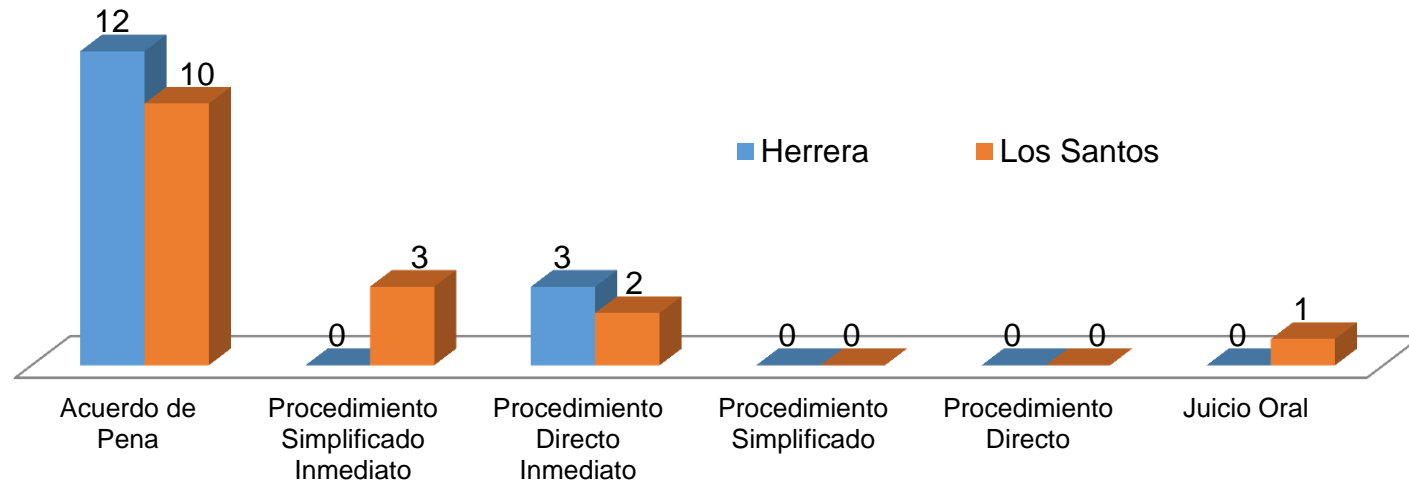 12
10
Herrera
Los Santos
0
3
3
2
0
0
0
0
0
1
Acuerdo de
Pena
Procedimiento
Simplificado
Inmediato
Procedimiento
Directo
Inmediato
Procedimiento
Simplificado
Procedimiento
Directo
Juicio Oral